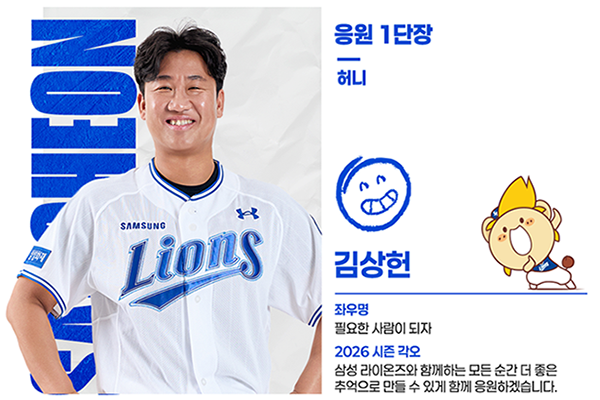 SANGHEON
SAMSUNG
Lions
응원 1단장
허니
김상헌
좌우명
필요한 사람이 되자
2026 시즌 각오
삼성 라이온즈와 함께하는 모든 순간 더 좋은
추억으로 만들 수 있게 함께 응원하겠습니다.